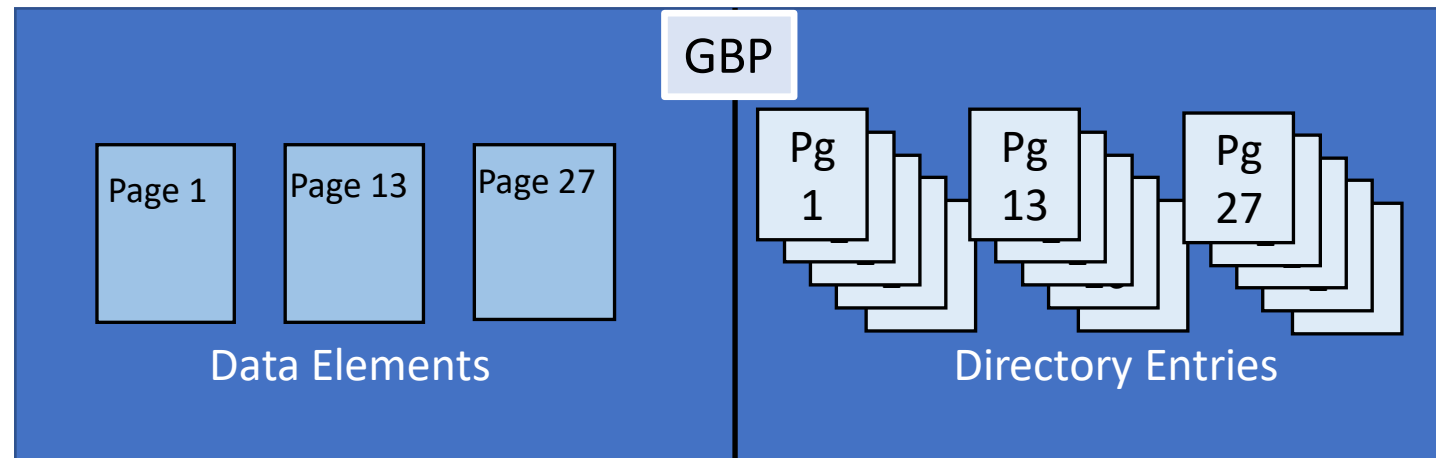 GBP
Page 1
Page 13
Page 27
Data Elements
Pg
1
Pg
13
Pg
27
Directory Entries